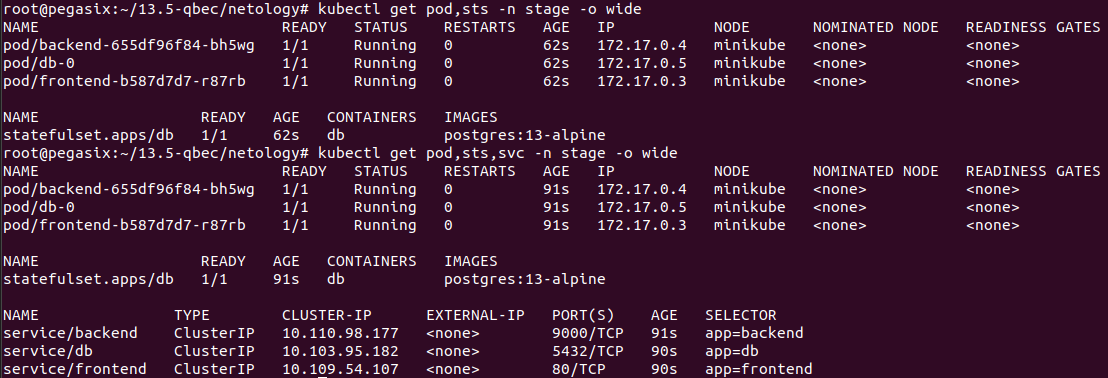 root@pegasix:~/13.5-qbec/netology# kubectl get pod,sts -n stage -o wide
NAME                           READY   STATUS    RESTARTS   AGE   IP           NODE       NOMINATED NODE   READINESS GATES
pod/backend-655df96f84-bh5wg   1/1     Running   0          62s   172.17.0.4   minikube   <none>           <none>
pod/db-0                       1/1     Running   0          62s   172.17.0.5   minikube   <none>           <none>
pod/frontend-b587d7d7-r87rb    1/1     Running   0          62s   172.17.0.3   minikube   <none>           <none>
NAME                  READY   AGE   CONTAINERS   IMAGES
statefulset.apps/db   1/1     62s   db           postgres:13-alpine
root@pegasix:~/13.5-qbec/netology# kubectl get pod,sts,svc -n stage -o wide
NAME                           READY   STATUS    RESTARTS   AGE   IP           NODE       NOMINATED NODE   READINESS GATES
pod/backend-655df96f84-bh5wg   1/1     Running   0          91s   172.17.0.4   minikube   <none>           <none>
pod/db-0                       1/1     Running   0          91s   172.17.0.5   minikube   <none>           <none>
pod/frontend-b587d7d7-r87rb    1/1     Running   0          91s   172.17.0.3   minikube   <none>           <none>
NAME                  READY   AGE   CONTAINERS   IMAGES
statefulset.apps/db   1/1     91s   db           postgres:13-alpine
NAME               TYPE        CLUSTER-IP      EXTERNAL-IP   PORT(S)    AGE   SELECTOR
service/backend    ClusterIP   10.110.98.177   <none>        9000/TCP   91s   app=backend
service/db         ClusterIP   10.103.95.182   <none>        5432/TCP   90s   app=db
service/frontend   ClusterIP   10.109.54.107   <none>        80/TCP     90s   app=frontend